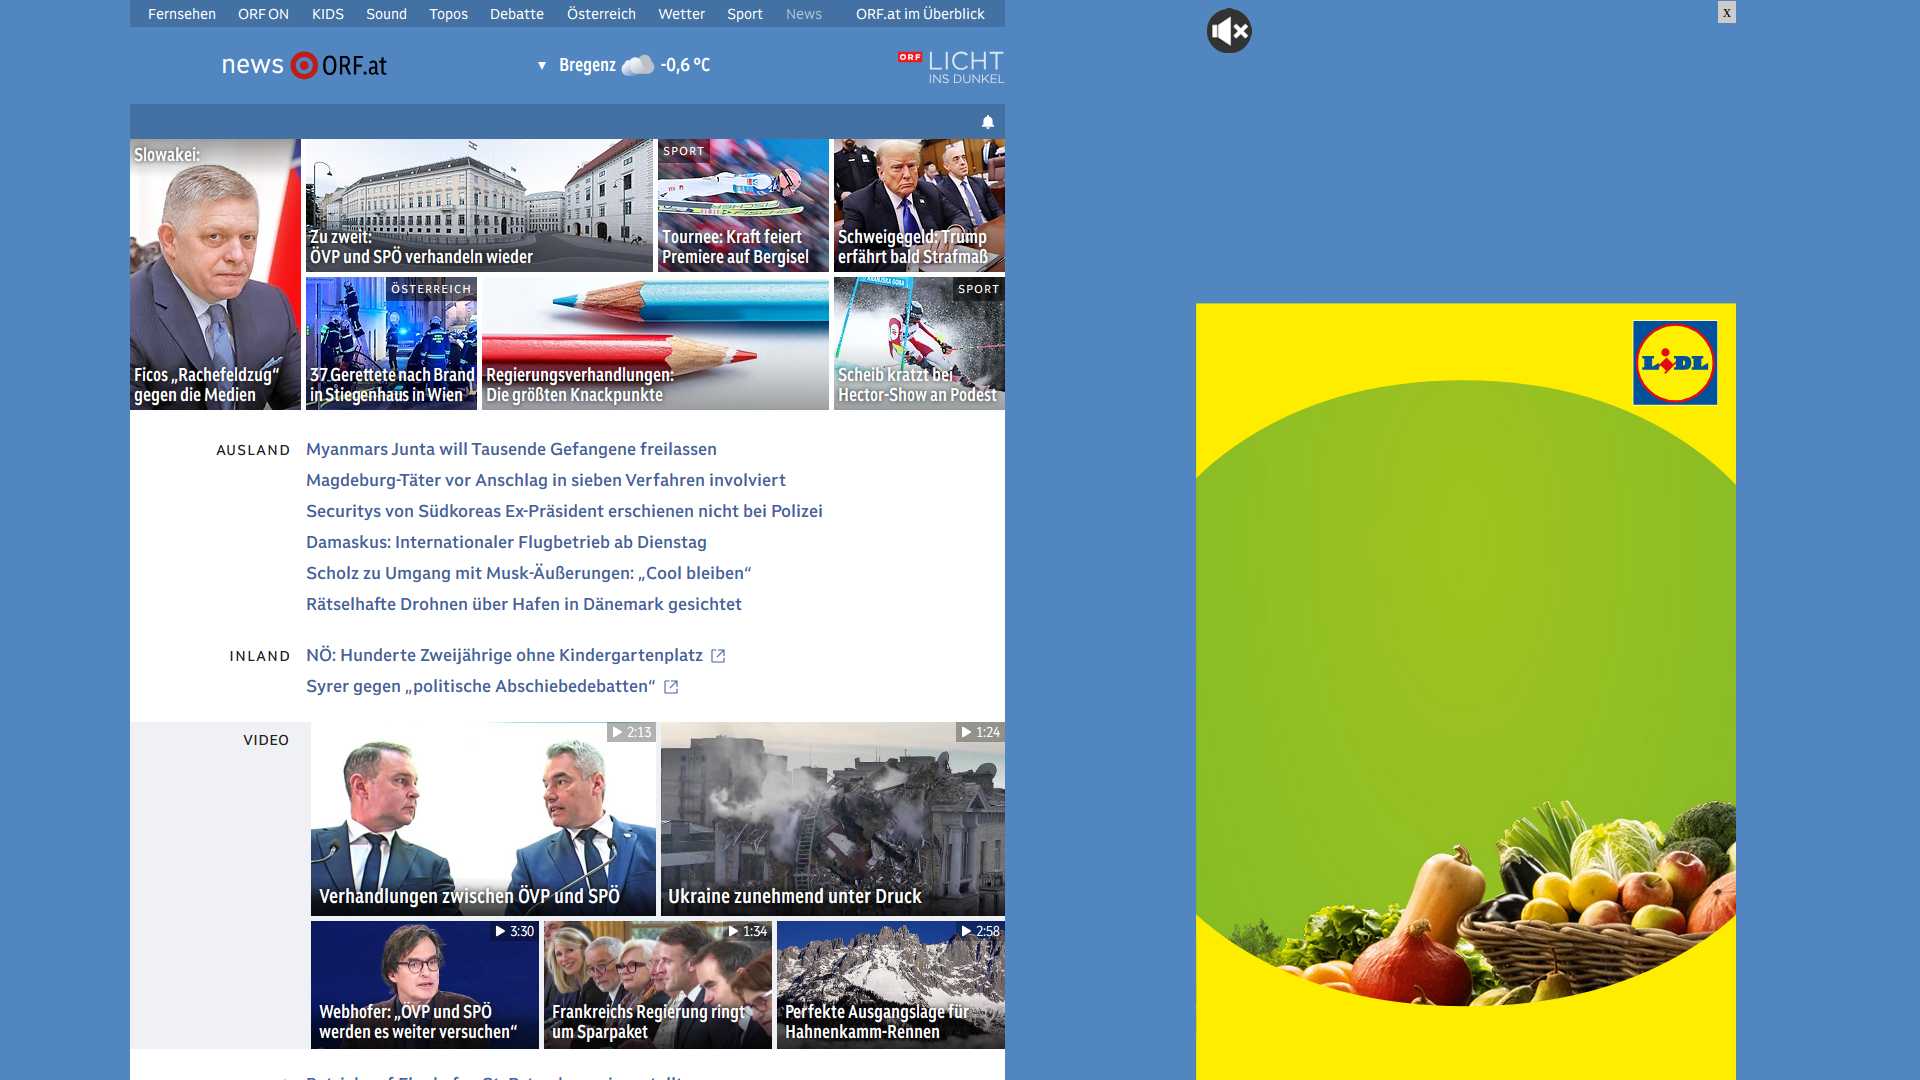 Fernsehen ORF ON KIDS Sound Topos Debatte Österreich Wetter Sport News ORF.at im Überblick
x
news ORF.at
▼ Bregenz -0,6 °C
ORF LICHT
INS DUNKEL
Slowakei:
Ficos „Rachefeldzug“
gegen die Medien
Zu zweit:
ÖVP und SPÖ verhandeln wieder
SPORT
Tournee: Kraft feiert
Premiere auf Bergisel
Schweigegeld: Trump
erfährt bald Strafmaß
ÖSTERREICH
37 Gerettete nach Brand
in Stiegenhaus in Wien
Regierungsverhandlungen:
Die größten Knackpunkte
SPORT
Scheib kratzt bei
Hector-Show an Podest
LIDL
AUSLAND
Myanmars Junta will Tausende Gefangene freilassen
Magdeburg-Täter vor Anschlag in sieben Verfahren involviert
Securitys von Südkoreas Ex-Präsident erschienen nicht bei Polizei
Damaskus: Internationaler Flugbetrieb ab Dienstag
Scholz zu Umgang mit Musk-Äußerungen: „Cool bleiben“
Rätselhafte Drohnen über Hafen in Dänemark gesichtet
INLAND
NÖ: Hunderte Zweijährige ohne Kindergartenplatz
Syrer gegen „politische Abschiebedebatten“
VIDEO
2:13
Verhandlungen zwischen ÖVP und SPÖ
1:24
Ukraine zunehmend unter Druck
3:30
Webhofer: „ÖVP und SPÖ
werden es weiter versuchen“
1:34
Frankreichs Regierung ringt
um Sparpaket
2:58
Perfekte Ausgangslage für
Hahnenkamm-Rennen